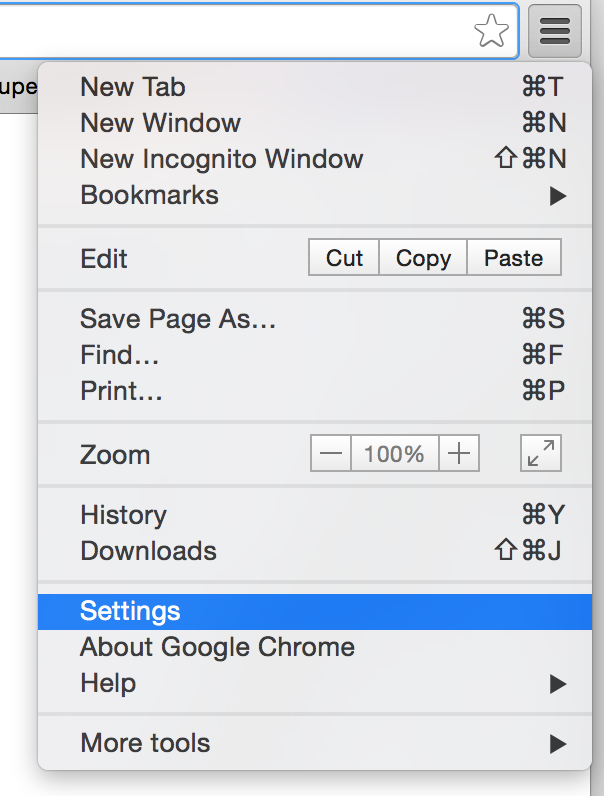 upe
New Tab ⌘T
New Window ⌘N
New Incognito Window ⇧⌘N
Bookmarks ▶
Edit Cut Copy Paste
Save Page As... ⌘S
Find... ⌘F
Print... ⌘P
Zoom — 100% +
History ⌘Y
Downloads ⇧⌘J
Settings
About Google Chrome
Help ▶
More tools ▶